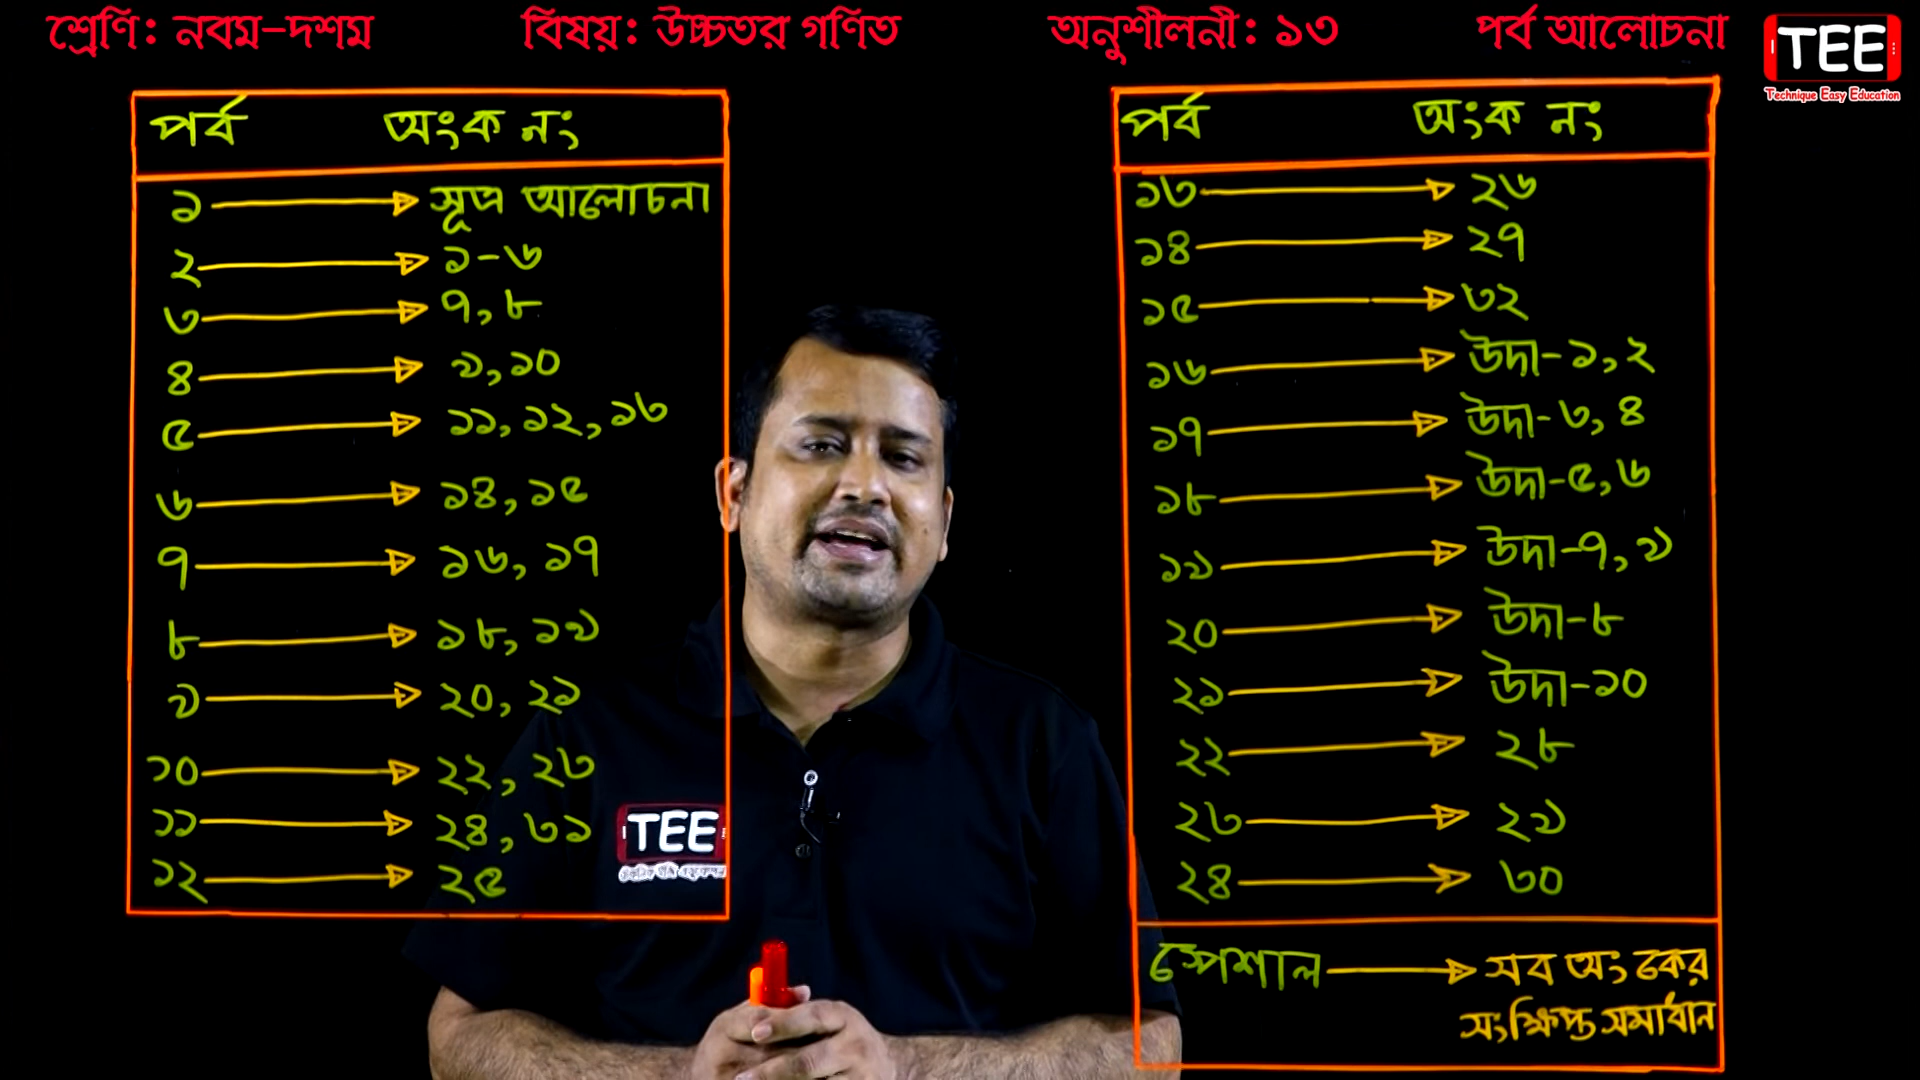 শ্রেণি: নবম-দশম বিষয়: উচ্চতর গণিত অনুশীলনী: ১৩ পর্ব আলোচনা
TEE
Technique Easy Education
পর্ব অংক নং
১ সূত্র আলোচনা
২ ১-৬
৩ ৭, ৮
৪ ৯, ১০
৫ ১১, ১২, ১৩
৬ ১৪, ১৫
৭ ১৬, ১৭
৮ ১৮, ১৯
৯ ২০, ২১
১০ ২২, ২৩
১১ ২৪, ৩১
১২ ২৫
পর্ব অংক নং
১৩ ২৬
১৪ ২৭
১৫ ৩২
১৬ উদা-১, ২
১৭ উদা-৩, ৪
১৮ উদা-৫, ৬
১৯ উদা-৭, ৯
২০ উদা-৮
২১ উদা-১০
২২ ২৮
২৩ ২৯
২৪ ৩০
স্পেশাল সব অংকের
সংক্ষিপ্ত সমাধান
TEE